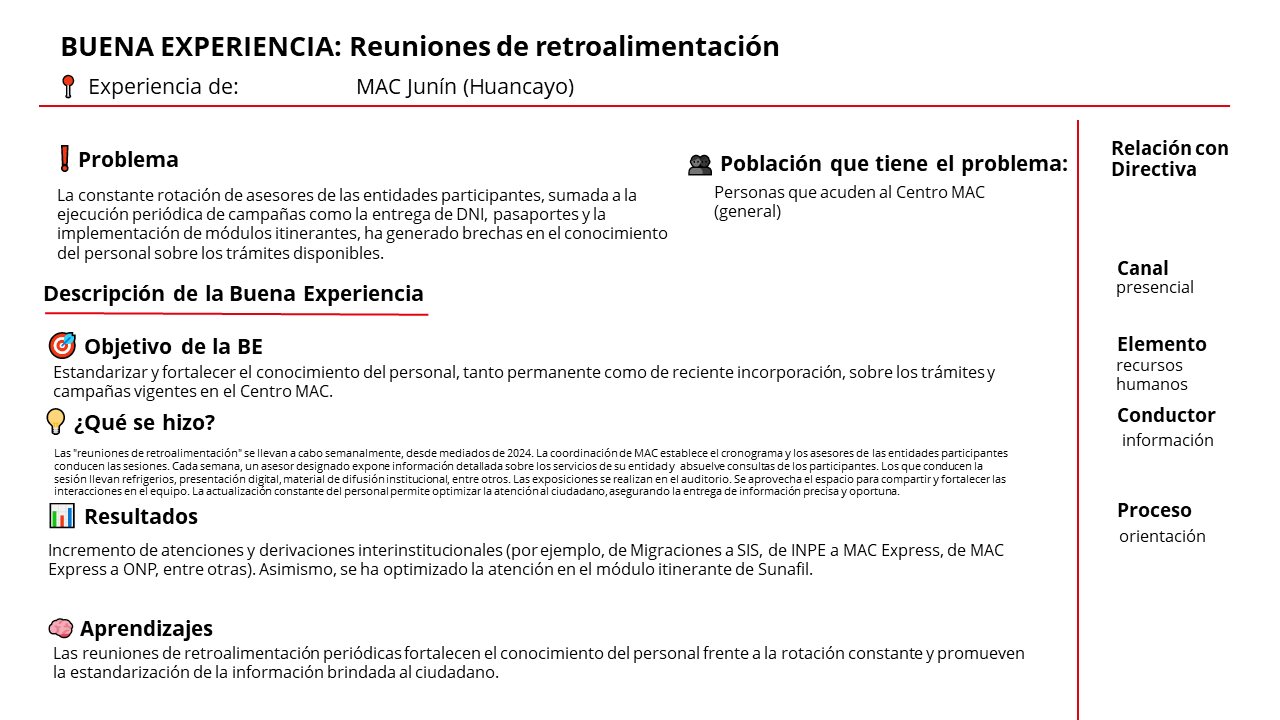 BUENA EXPERIENCIA: Reuniones de retroalimentación
Experiencia de: MAC Junín (Huancayo)
Problema
La constante rotación de asesores de las entidades participantes, sumada a la
ejecución periódica de campañas como la entrega de DNI, pasaportes y la
implementación de módulos itinerantes, ha generado brechas en el conocimiento
del personal sobre los trámites disponibles.
Población que tiene el problema:
Personas que acuden al Centro MAC
(general)
Descripción de la Buena Experiencia
Objetivo de la BE
Estandarizar y fortalecer el conocimiento del personal, tanto permanente como de reciente incorporación, sobre los trámites y
campañas vigentes en el Centro MAC.
¿Qué se hizo?
Las "reuniones de retroalimentación" se llevan a cabo semanalmente, desde mediados de 2024. La coordinación de MAC establece el cronograma y los asesores de las entidades participantes
conducen las sesiones. Cada semana, un asesor designado expone información detallada sobre los servicios de su entidad y absuelve consultas de los participantes. Los que conducen la
sesión llevan refrigerios, presentación digital, material de difusión institucional, entre otros. Las exposiciones se realizan en el auditorio. Se aprovecha el espacio para compartir y fortalecer las
interacciones en el equipo. La actualización constante del personal permite optimizar la atención al ciudadano, asegurando la entrega de información precisa y oportuna.
Resultados
Incremento de atenciones y derivaciones interinstitucionales (por ejemplo, de Migraciones a SIS, de INPE a MAC Express, de MAC
Express a ONP, entre otras). Asimismo, se ha optimizado la atención en el módulo itinerante de Sunafil.
Aprendizajes
Las reuniones de retroalimentación periódicas fortalecen el conocimiento del personal frente a la rotación constante y promueven
la estandarización de la información brindada al ciudadano.
Relación con
Directiva
Canal
presencial
Elemento
recursos
humanos
Conductor
información
Proceso
orientación